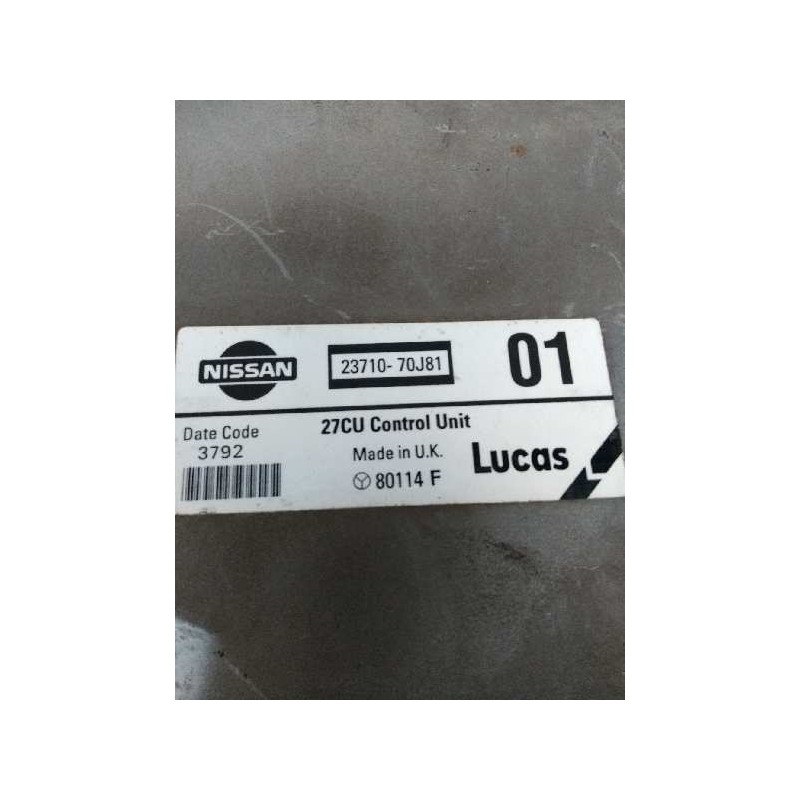 NISSAN
23710-70J81
01
Date Code
3792
27CU Control Unit
Made in U.K.
80114 F
Lucas